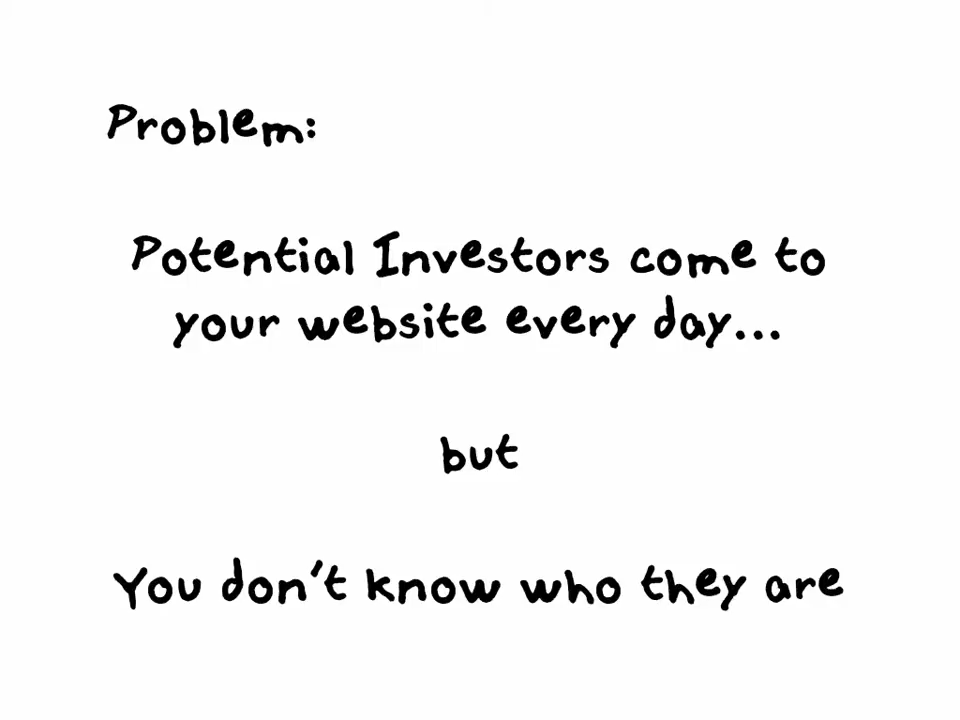 Problem:
Potential Investors come to
your website every day...
but
You don't know who they are